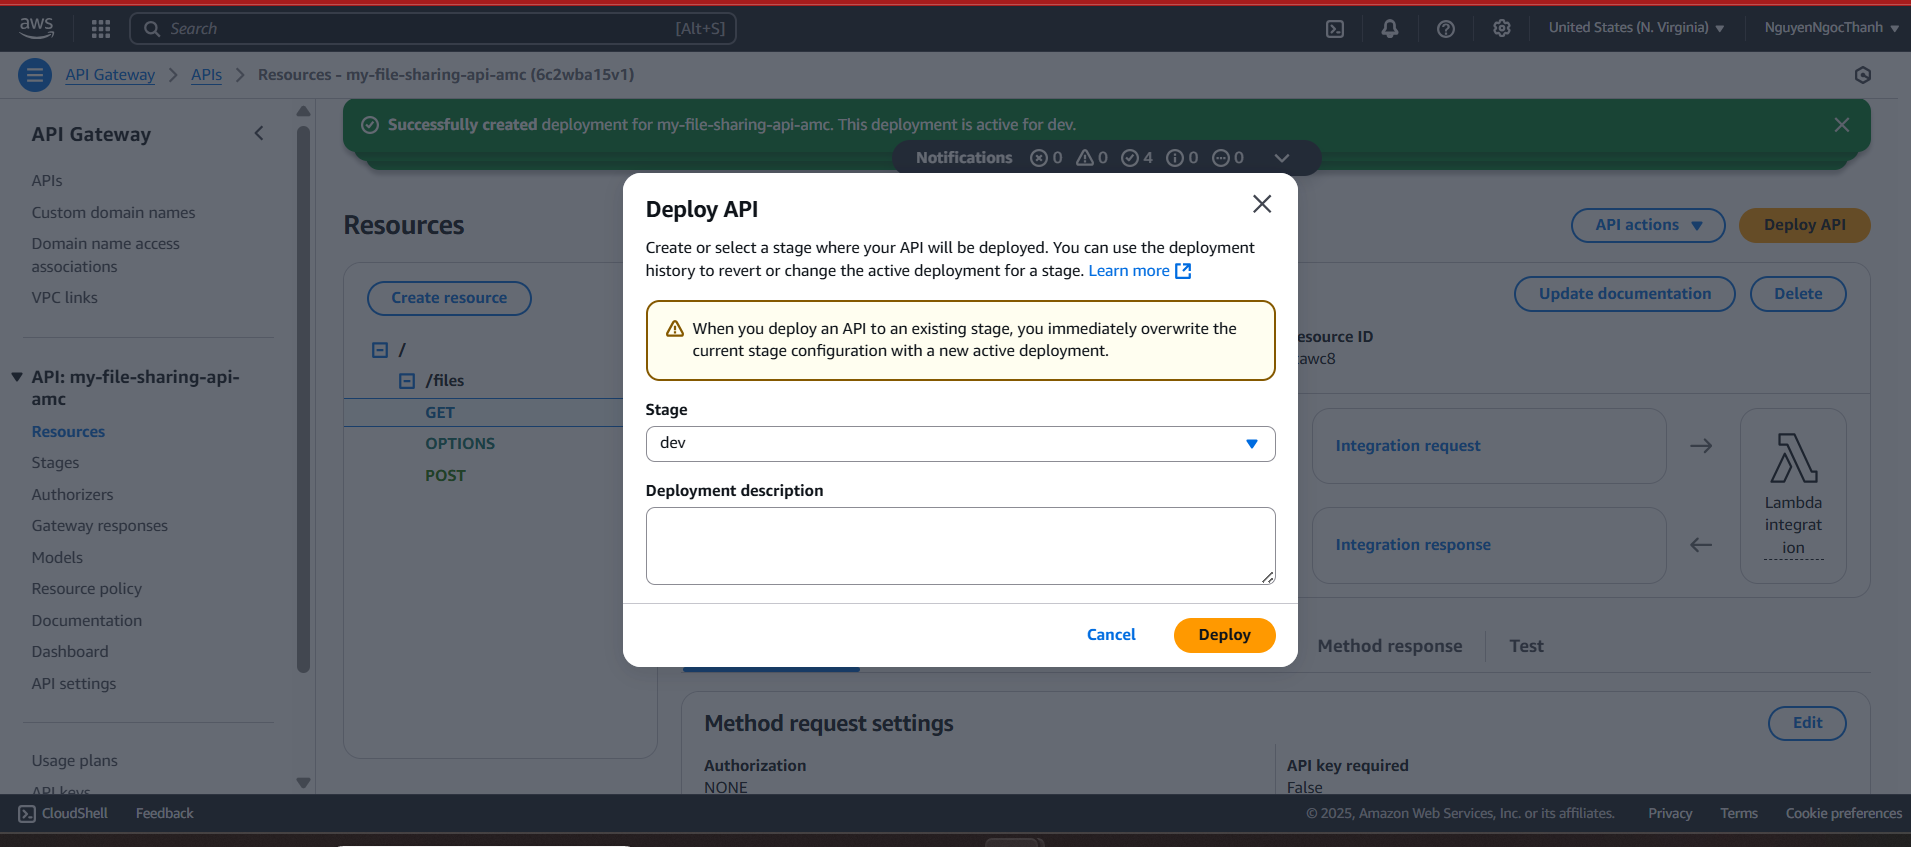 aws
Search
[Alt+S]
United States (N. Virginia)
NguyenNgocThanh
API Gateway
APIs
Resources - my-file-sharing-api-amc (6c2wba15v1)
API Gateway
APIs
Custom domain names
Domain name access
associations
VPC links
API: my-file-sharing-api-
amc
Resources
Stages
Authorizers
Gateway responses
Models
Resource policy
Documentation
Dashboard
API settings
Usage plans
API keys
Successfully created deployment for my-file-sharing-api-amc. This deployment is active for dev.
Notifications 0 0 4 0 0
Resources
API actions
Deploy API
Create resource
/
/files
GET
OPTIONS
POST
Update documentation
Delete
esource ID
awc8
Integration request
Integration response
Lambda
integrat
ion
Deploy API
Create or select a stage where your API will be deployed. You can use the deployment
history to revert or change the active deployment for a stage. Learn more
When you deploy an API to an existing stage, you immediately overwrite the
current stage configuration with a new active deployment.
Stage
dev
Deployment description
Cancel
Deploy
Method response
Test
Method request settings
Edit
Authorization
NONE
API key required
False
CloudShell
Feedback
© 2025, Amazon Web Services, Inc. or its affiliates.
Privacy
Terms
Cookie preferences